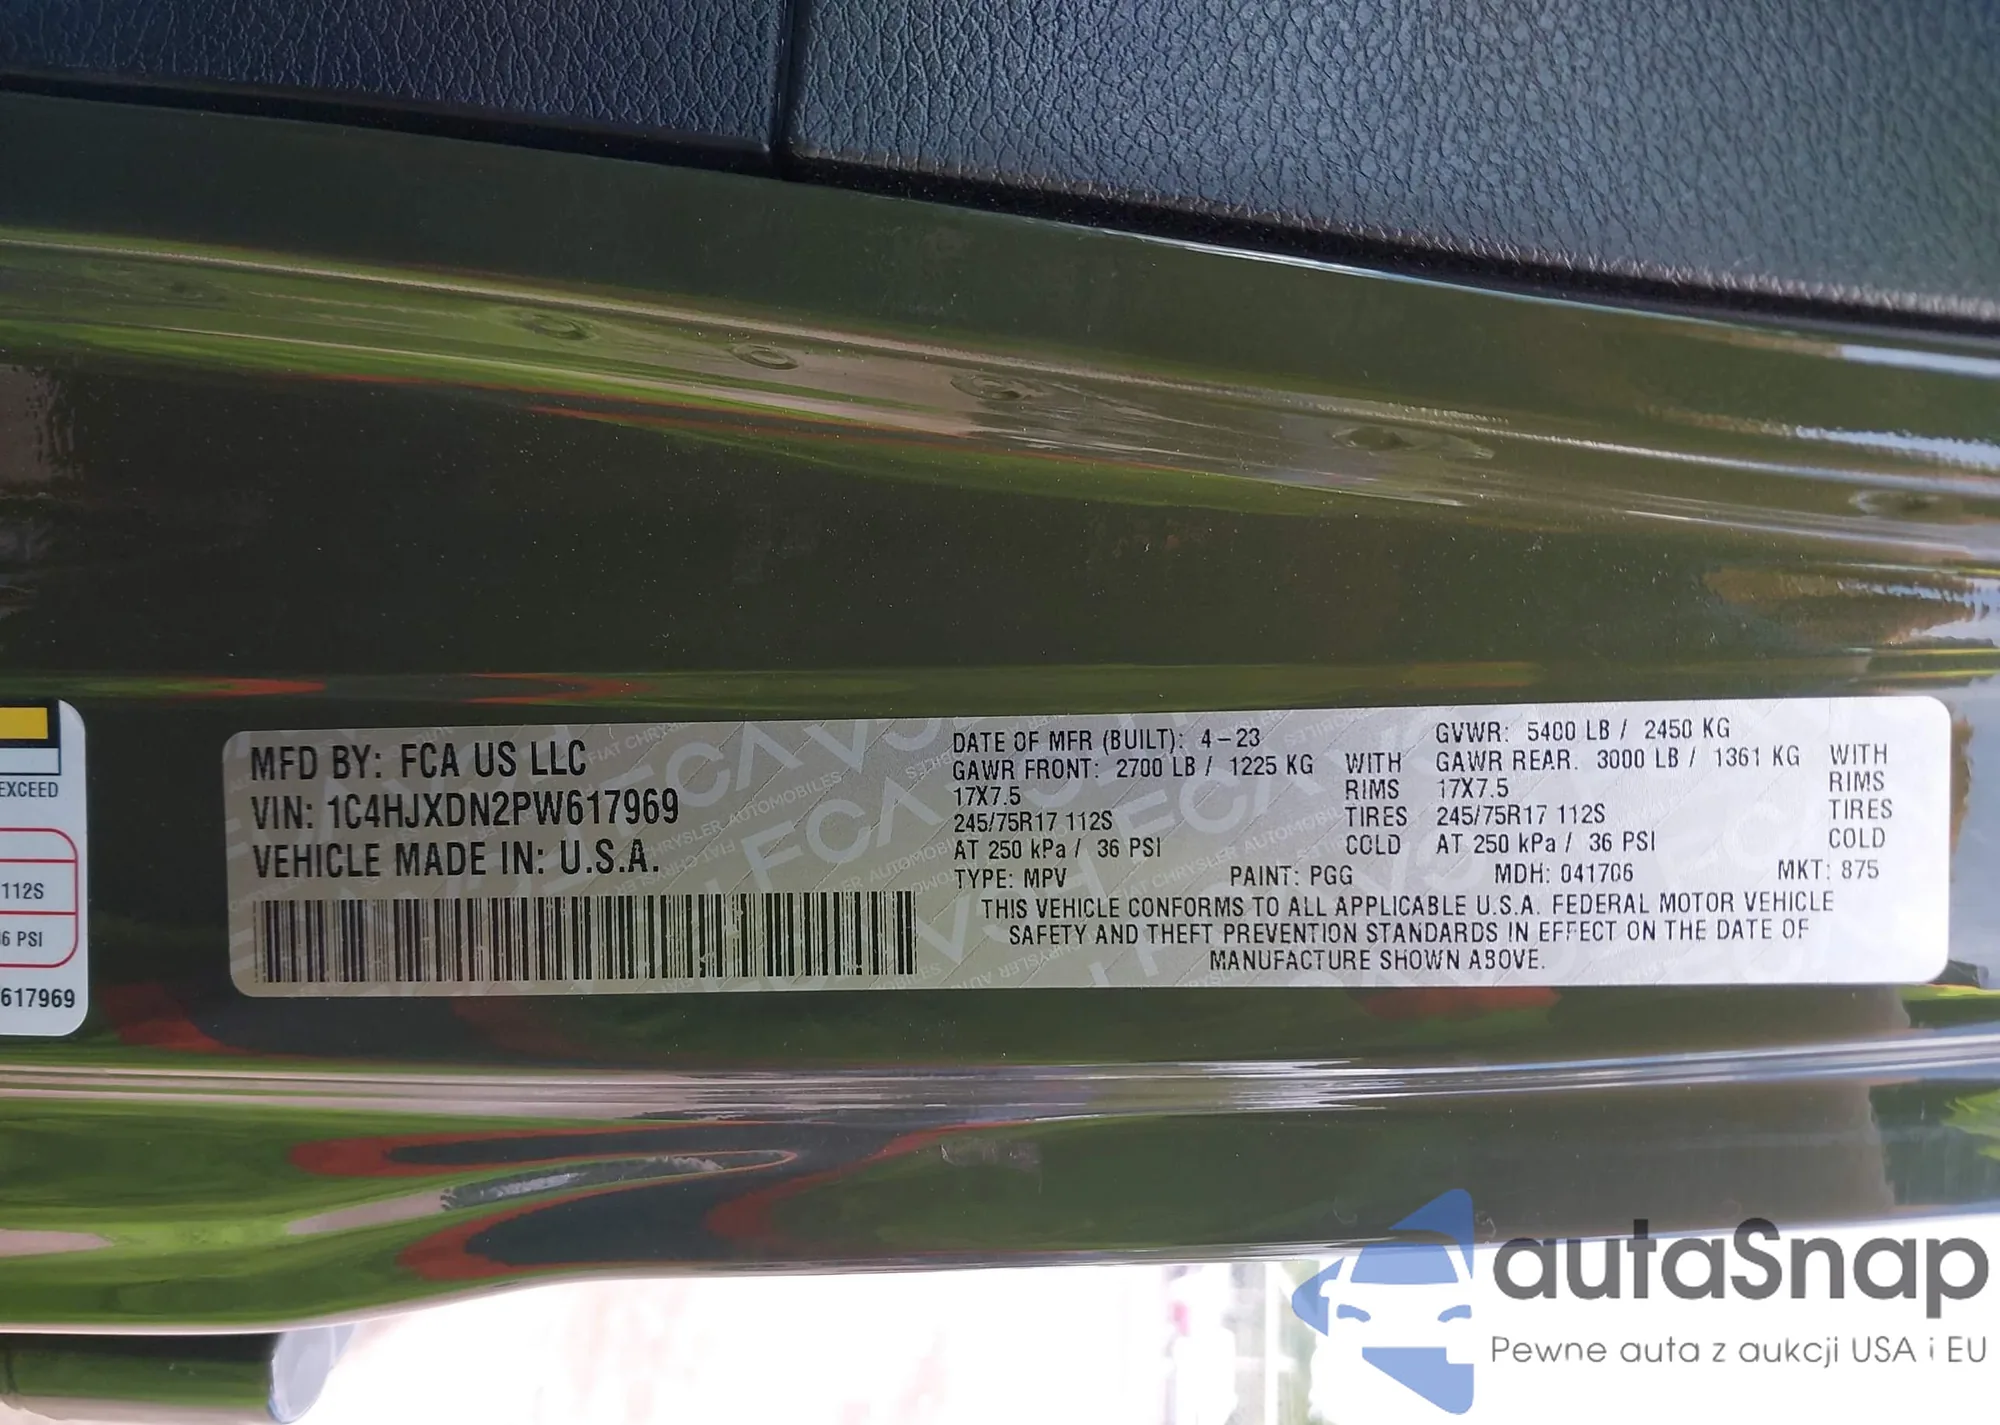 MFD BY: FCA US LLC
VIN: 1C4HJXDN2PW617969
VEHICLE MADE IN: U.S.A.
DATE OF MFR (BUILT): 4-23 GVWR: 5400 LB / 2450 KG
GAWR FRONT: 2700 LB / 1225 KG WITH GAWR REAR. 3000 LB / 1361 KG WITH
17X7.5 RIMS 17X7.5 RIMS
245/75R17 112S TIRES 245/75R17 112S TIRES
AT 250 kPa / 36 PSI COLD AT 250 kPa / 36 PSI COLD
TYPE: MPV PAINT: PGG MDH: 041706 MKT: 875
THIS VEHICLE CONFORMS TO ALL APPLICABLE U.S.A. FEDERAL MOTOR VEHICLE
SAFETY AND THEFT PREVENTION STANDARDS IN EFFECT ON THE DATE OF
MANUFACTURE SHOWN ABOVE.
EXCEED
112S
6 PSI
617969
autaSnap
Pewne auta z aukcji USA i EU